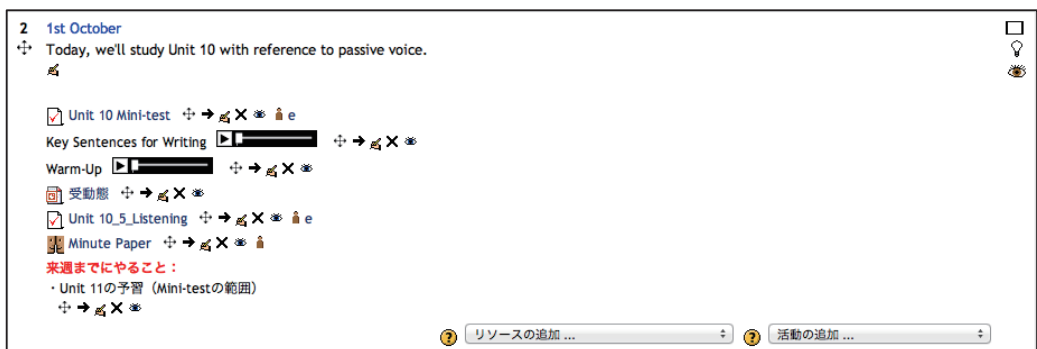 2 1st October
Today, we'll study Unit 10 with reference to passive voice.
Unit 10 Mini-test e
Key Sentences for Writing
Warm-Up
受動態
Unit 10_5_Listening e
Minute Paper
来週までにやること：
・Unit 11の予習（Mini-testの範囲）
リソースの追加 ... 活動の追加 ...